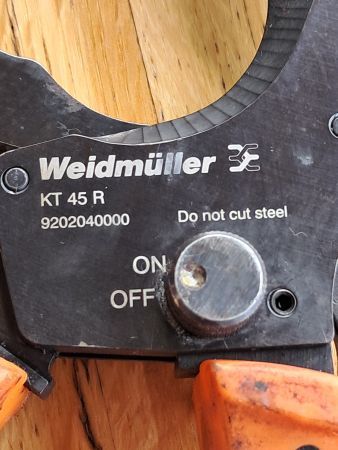 Weidmüller
KT 45 R
9202040000 Do not cut steel
ON
OFF